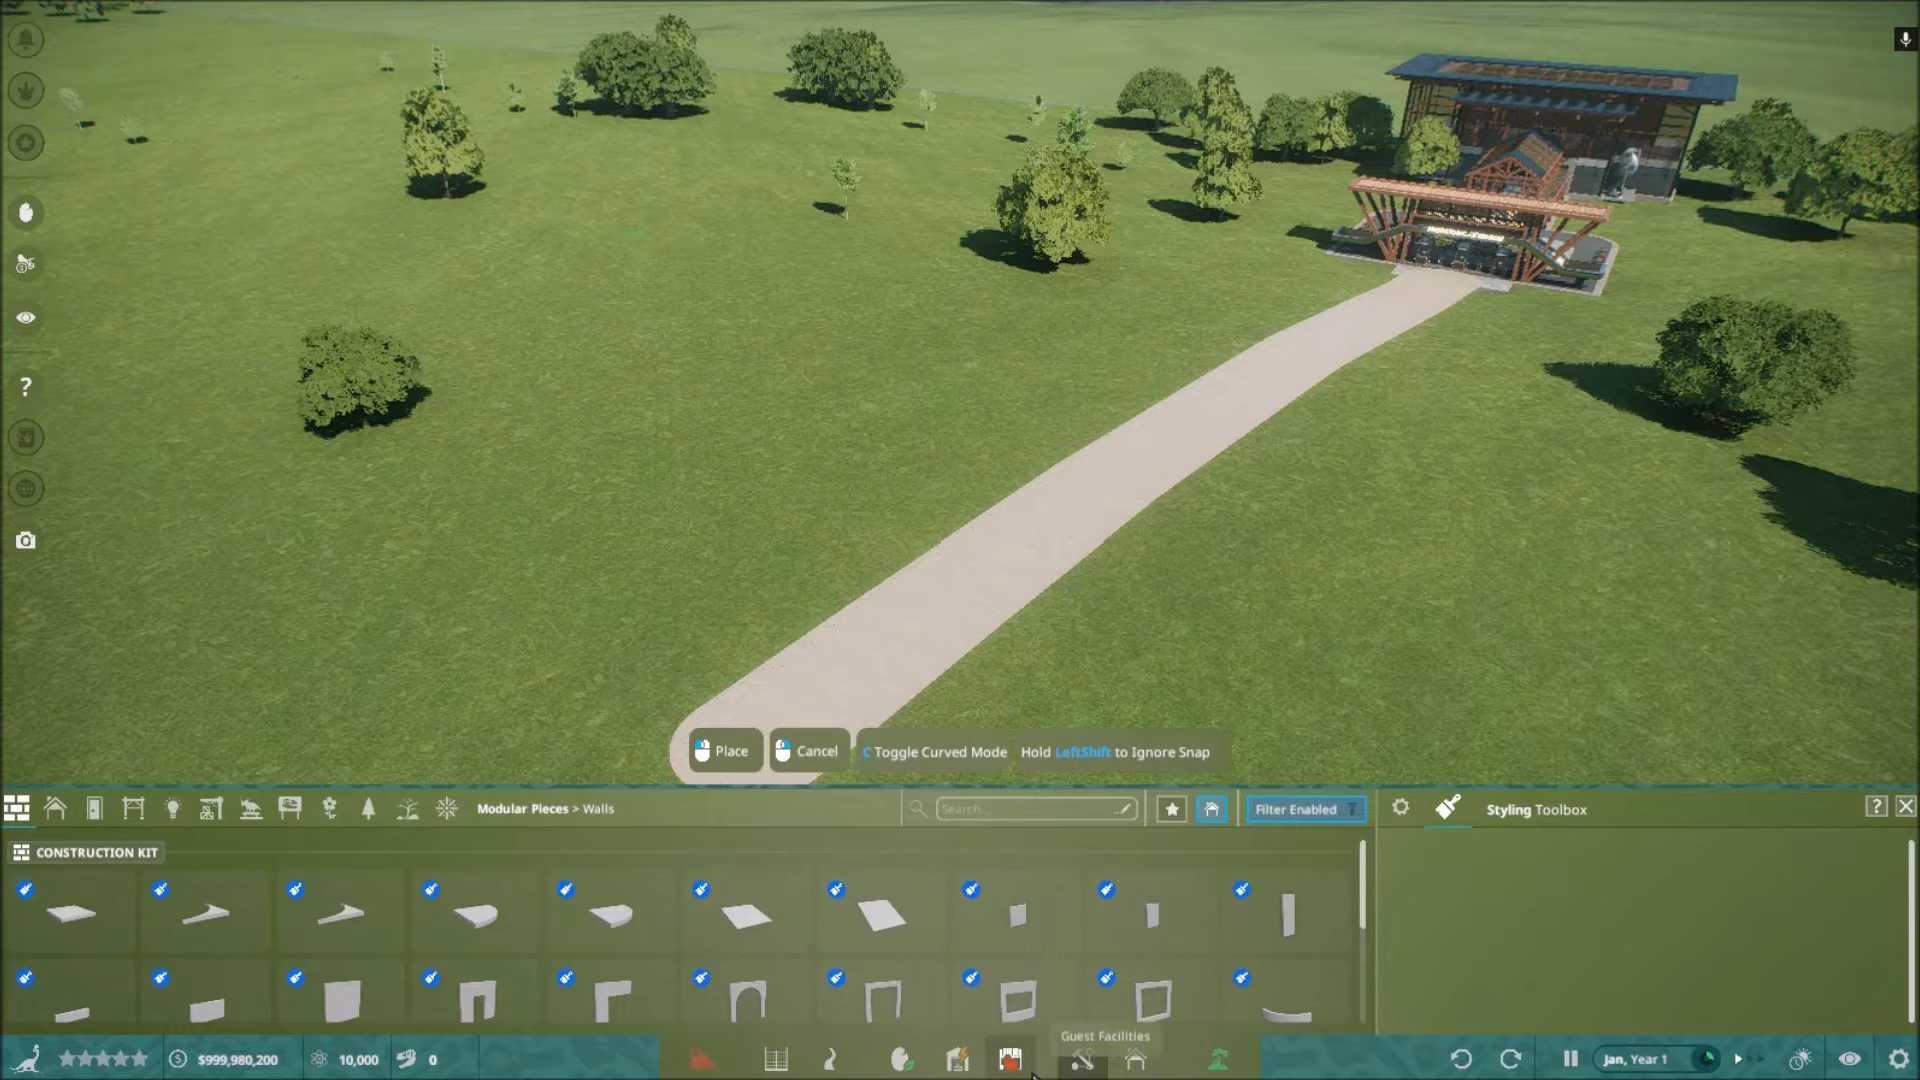 ?
Place
Cancel
C Toggle Curved Mode
Hold LeftShift to Ignore Snap
Modular Pieces > Walls
Search...
Filter Enabled
Styling Toolbox
?
CONSTRUCTION KIT
Guest Facilities
$999,980,200
10,000
0
Jan, Year 1